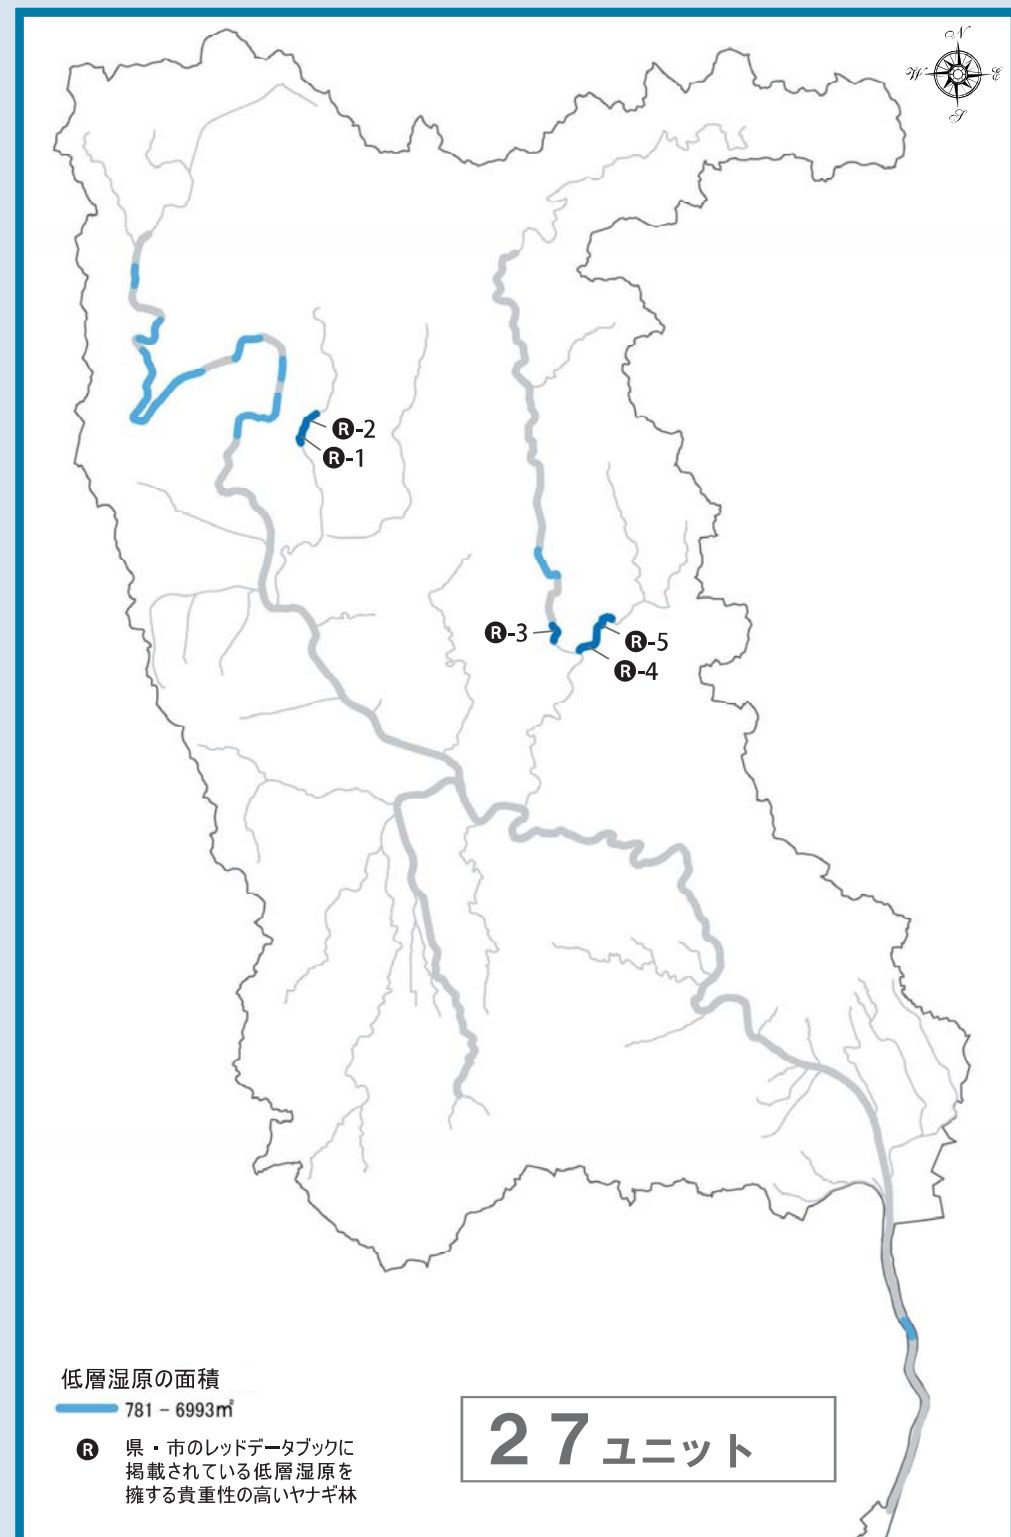 N
W
E
S
R-2
R-1
R-3
R-5
R-4
低層湿原の面積
781 - 6993㎡
R 県・市のレッドデータブックに
掲載されている低層湿原を
擁する貴重性の高いヤナギ林
27ユニット